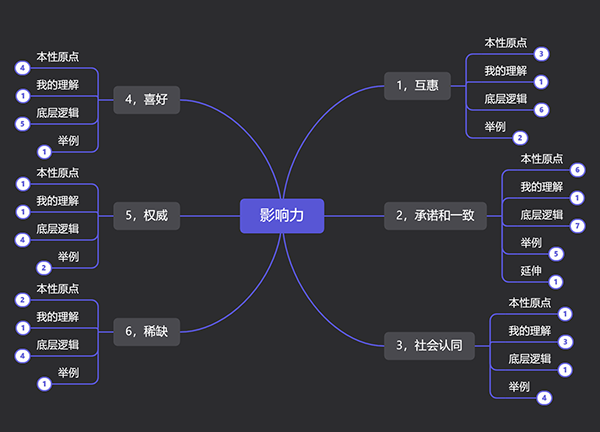 影响力
1，互惠
本性原点
3
我的理解
1
底层逻辑
6
举例
2
2，承诺和一致
本性原点
6
我的理解
1
底层逻辑
7
举例
5
延伸
1
3，社会认同
本性原点
1
我的理解
3
底层逻辑
1
举例
4
4，喜好
本性原点
4
我的理解
1
底层逻辑
5
举例
1
5，权威
本性原点
1
我的理解
1
底层逻辑
4
举例
2
6，稀缺
本性原点
2
我的理解
1
底层逻辑
4
举例
1